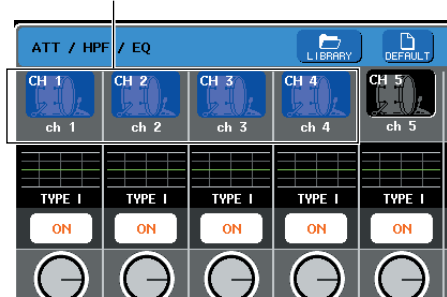 ATT / HPF / EQ
LIBRARY
DEFAULT
CH 1 CH 2 CH 3 CH 4 CH 5
ch 1 ch 2 ch 3 ch 4 ch 5
TYPE I TYPE I TYPE I TYPE I TYPE I
ON ON ON ON ON